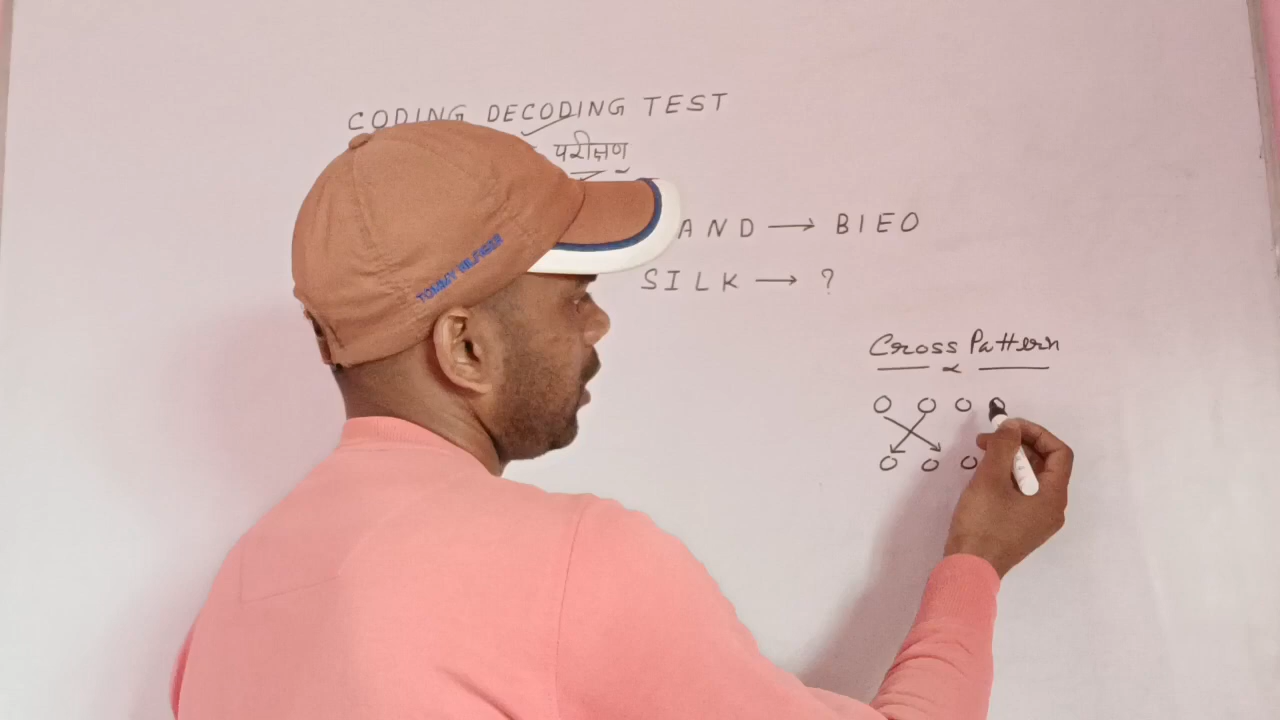 CODING DECODING TEST
परीक्षण
AND → BIEO
SILK → ?
Cross Pattern
TOMMY HILFIGER